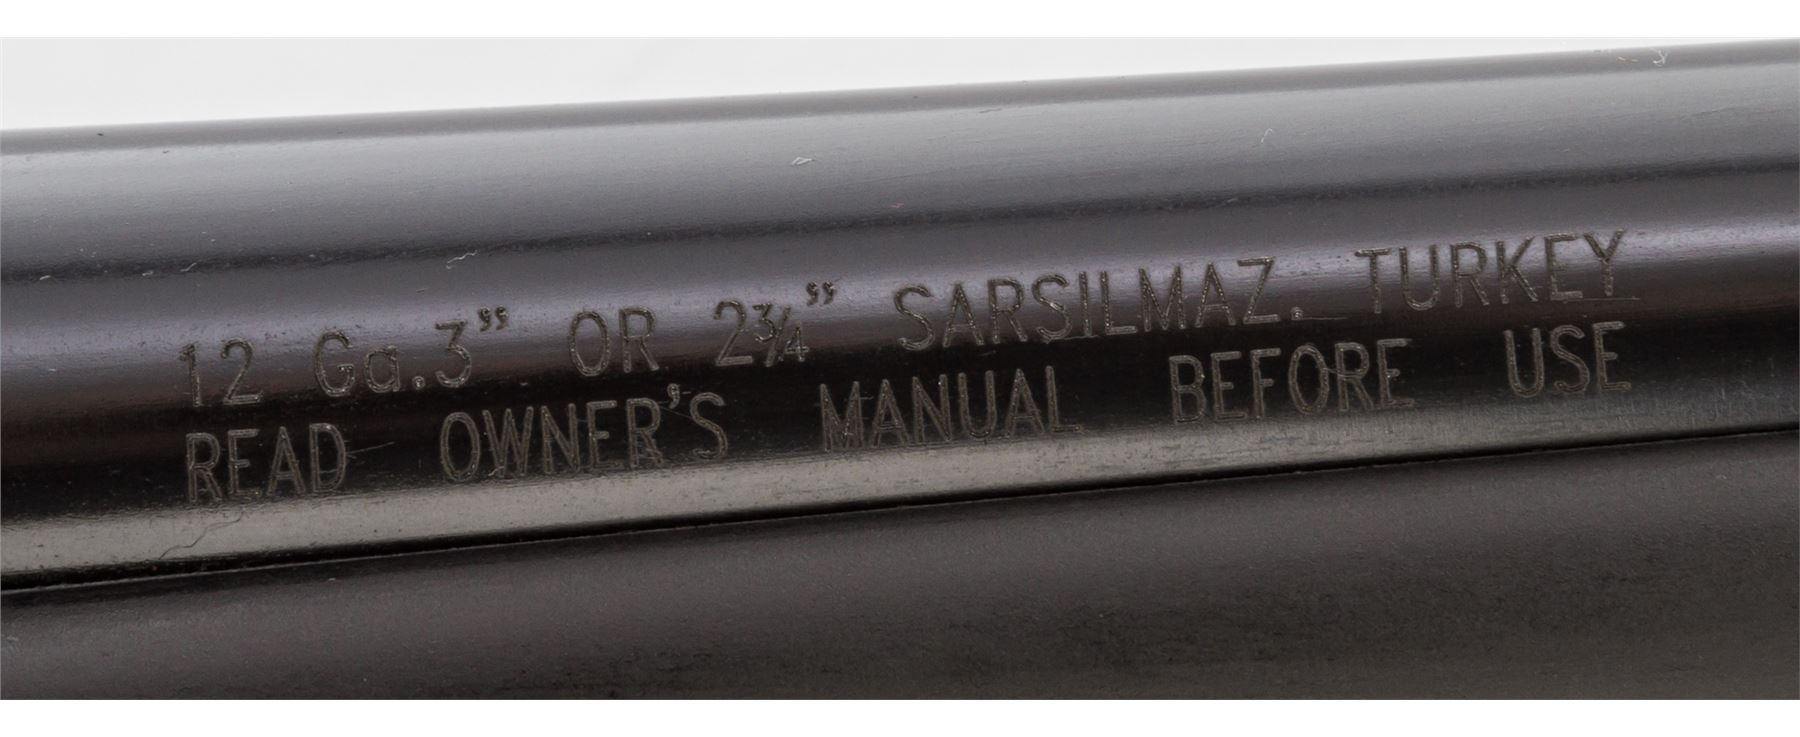 12 Ga.3” OR 2¾” SARSILMAZ. TURKEY
READ OWNER'S MANUAL BEFORE USE